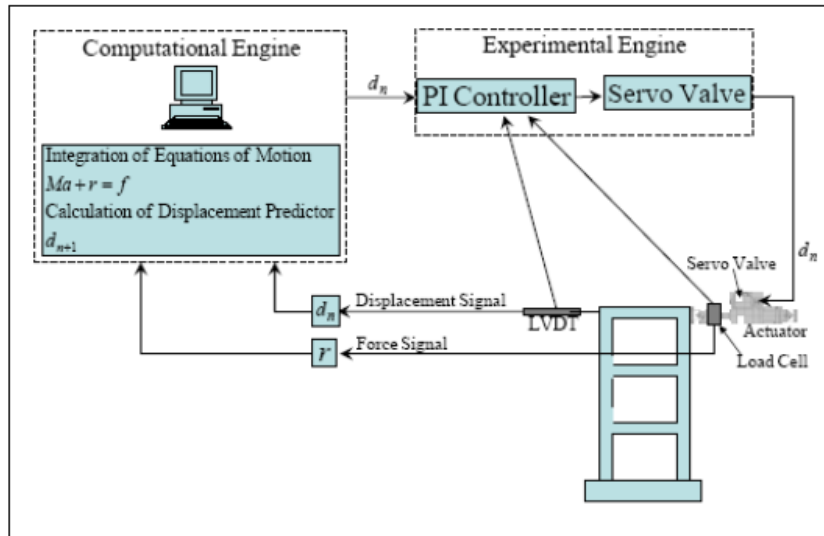 Computational Engine
Experimental Engine
d_n
PI Controller
Servo Valve
Integration of Equations of Motion
Ma + r = f
Calculation of Displacement Predictor
d_{n+1}
d_n
Servo Valve
d_n
Displacement Signal
LVDT
Actuator
r
Force Signal
Load Cell